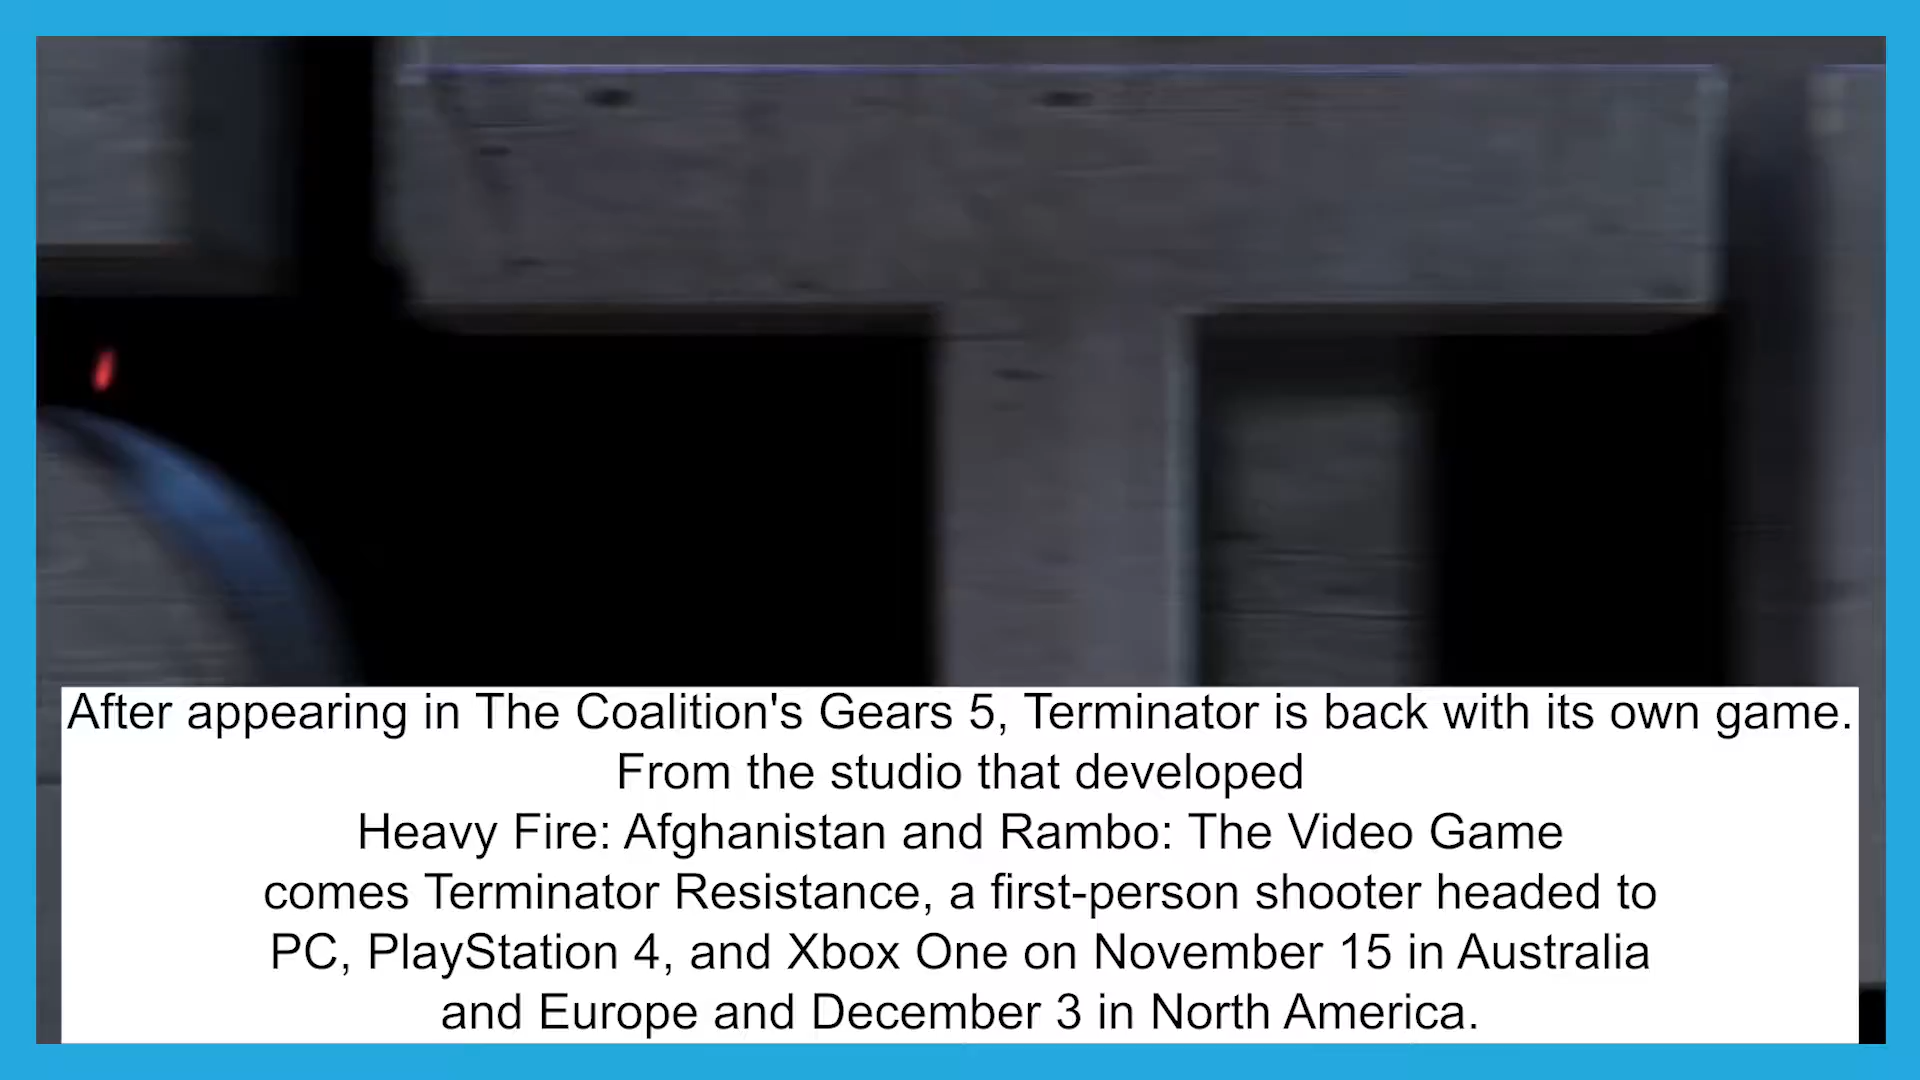 After appearing in The Coalition's Gears 5, Terminator is back with its own game.
From the studio that developed
Heavy Fire: Afghanistan and Rambo: The Video Game
comes Terminator Resistance, a first-person shooter headed to
PC, PlayStation 4, and Xbox One on November 15 in Australia
and Europe and December 3 in North America.